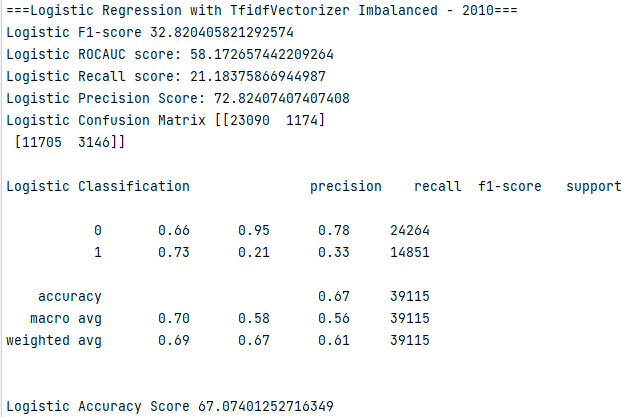 ===Logistic Regression with TfidfVectorizer Imbalanced - 2010===
Logistic F1-score 32.820405821292574
Logistic ROCAUC score: 58.172657442209264
Logistic Recall score: 21.18375866944987
Logistic Precision Score: 72.82407407407408
Logistic Confusion Matrix [[23090  1174]
 [11705  3146]]
Logistic Classification               precision    recall  f1-score   support
           0       0.66      0.95      0.78     24264
           1       0.73      0.21      0.33     14851
    accuracy                           0.67     39115
   macro avg       0.70      0.58      0.56     39115
weighted avg       0.69      0.67      0.61     39115
Logistic Accuracy Score 67.07401252716349